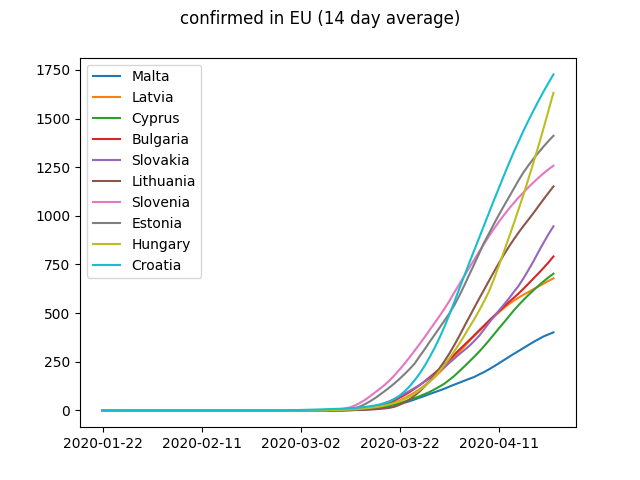 confirmed in EU (14 day average)
1750
1500
1250
1000
750
500
250
0
Malta
Latvia
Cyprus
Bulgaria
Slovakia
Lithuania
Slovenia
Estonia
Hungary
Croatia
2020-01-22 2020-02-11 2020-03-02 2020-03-22 2020-04-11